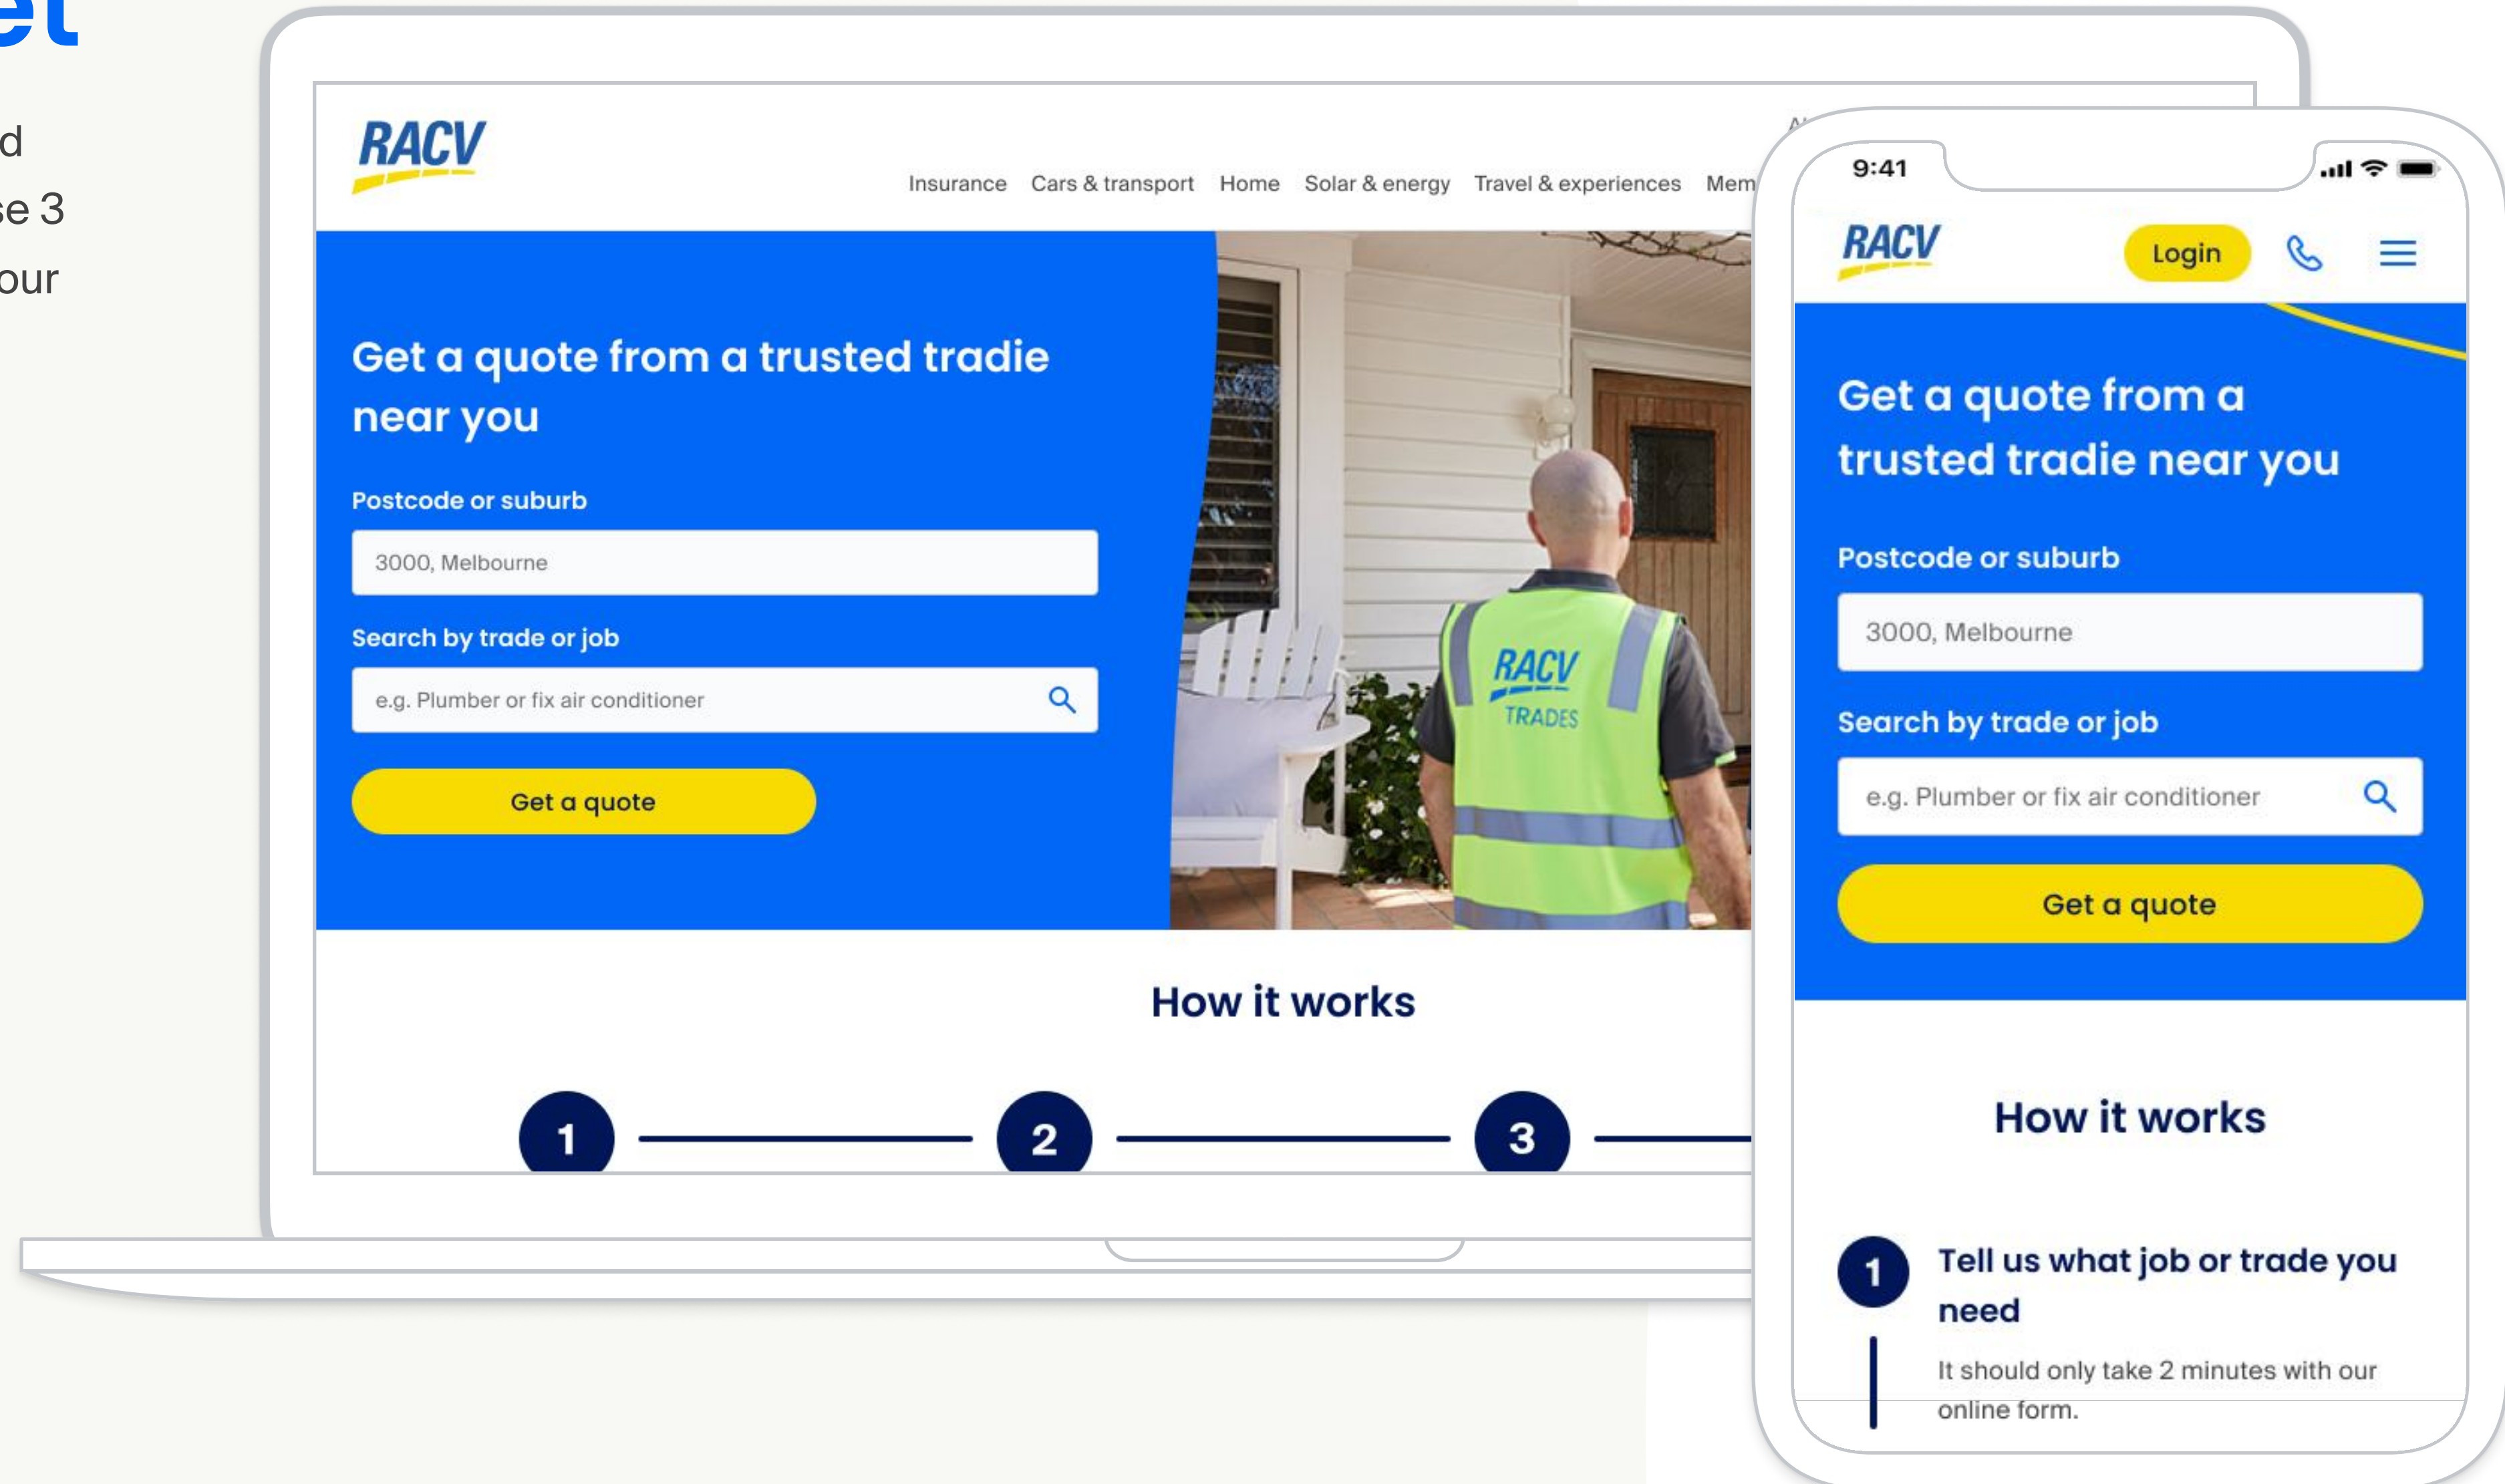 RACV
Insurance Cars & transport Home Solar & energy Travel & experiences
Get a quote from a trusted tradie
near you
Postcode or suburb
3000, Melbourne
Search by trade or job
e.g. Plumber or fix air conditioner
Get a quote
RACV
TRADES
How it works
1 2 3
9:41
RACV
Login
Get a quote from a
trusted tradie near you
Postcode or suburb
3000, Melbourne
Search by trade or job
e.g. Plumber or fix air conditioner
Get a quote
How it works
1
Tell us what job or trade you
need
It should only take 2 minutes with our
online form.
3
our